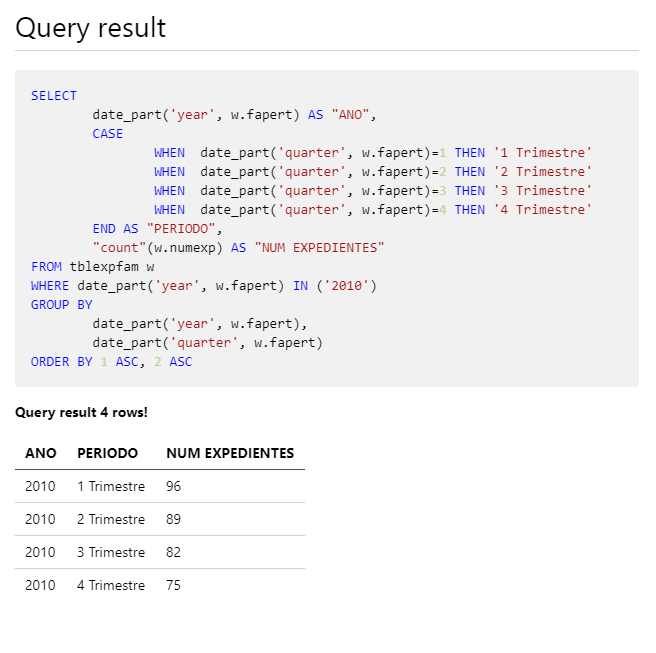 Query result
SELECT
date_part('year', w.fapert) AS "ANO",
CASE
WHEN date_part('quarter', w.fapert)=1 THEN '1 Trimestre'
WHEN date_part('quarter', w.fapert)=2 THEN '2 Trimestre'
WHEN date_part('quarter', w.fapert)=3 THEN '3 Trimestre'
WHEN date_part('quarter', w.fapert)=4 THEN '4 Trimestre'
END AS "PERIODO",
"count"(w.numexp) AS "NUM EXPEDIENTES"
FROM tblexpfam w
WHERE date_part('year', w.fapert) IN ('2010')
GROUP BY
date_part('year', w.fapert),
date_part('quarter', w.fapert)
ORDER BY 1 ASC, 2 ASC
Query result 4 rows!
ANO PERIODO NUM EXPEDIENTES
2010 1 Trimestre 96
2010 2 Trimestre 89
2010 3 Trimestre 82
2010 4 Trimestre 75